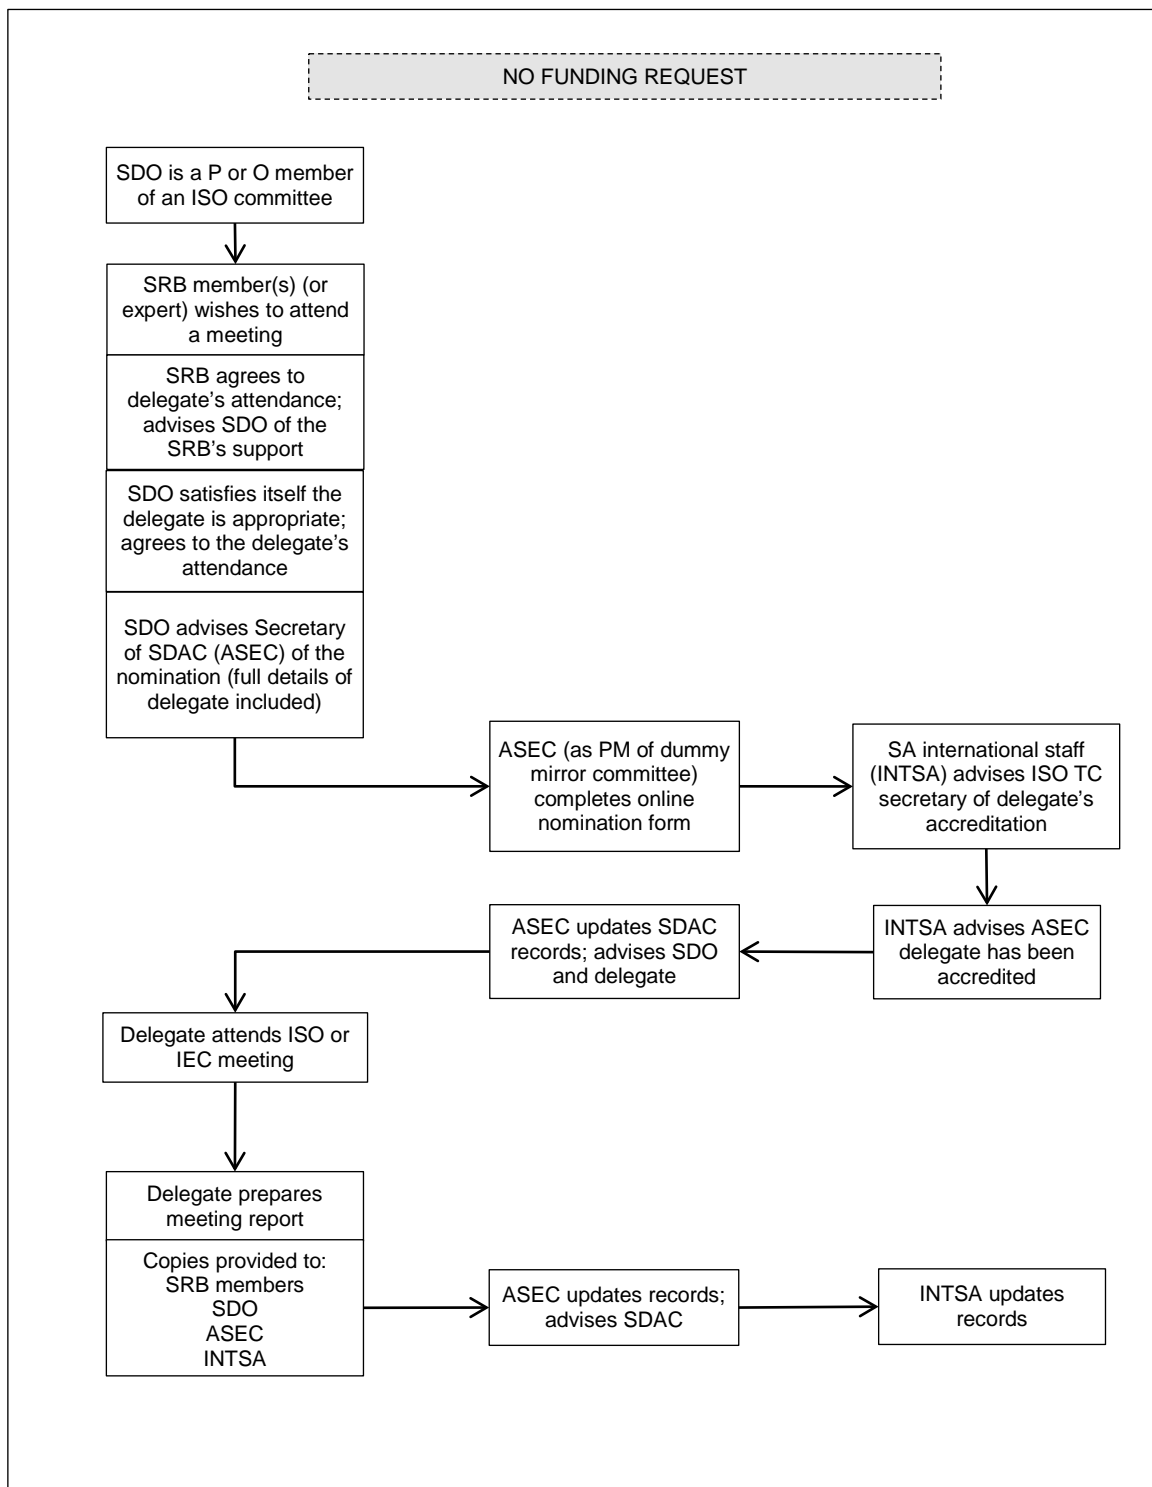 NO FUNDING REQUEST
SDO is a P or O member
of an ISO committee
SRB member(s) (or
expert) wishes to attend
a meeting
SRB agrees to
delegate’s attendance;
advises SDO of the
SRB’s support
SDO satisfies itself the
delegate is appropriate;
agrees to the delegate’s
attendance
SDO advises Secretary
of SDAC (ASEC) of the
nomination (full details of
delegate included)
ASEC (as PM of dummy
mirror committee)
completes online
nomination form
SA international staff
(INTSA) advises ISO TC
secretary of delegate’s
accreditation
INTSA advises ASEC
delegate has been
accredited
ASEC updates SDAC
records; advises SDO
and delegate
Delegate attends ISO or
IEC meeting
Delegate prepares
meeting report
Copies provided to:
SRB members
SDO
ASEC
INTSA
ASEC updates records;
advises SDAC
INTSA updates
records